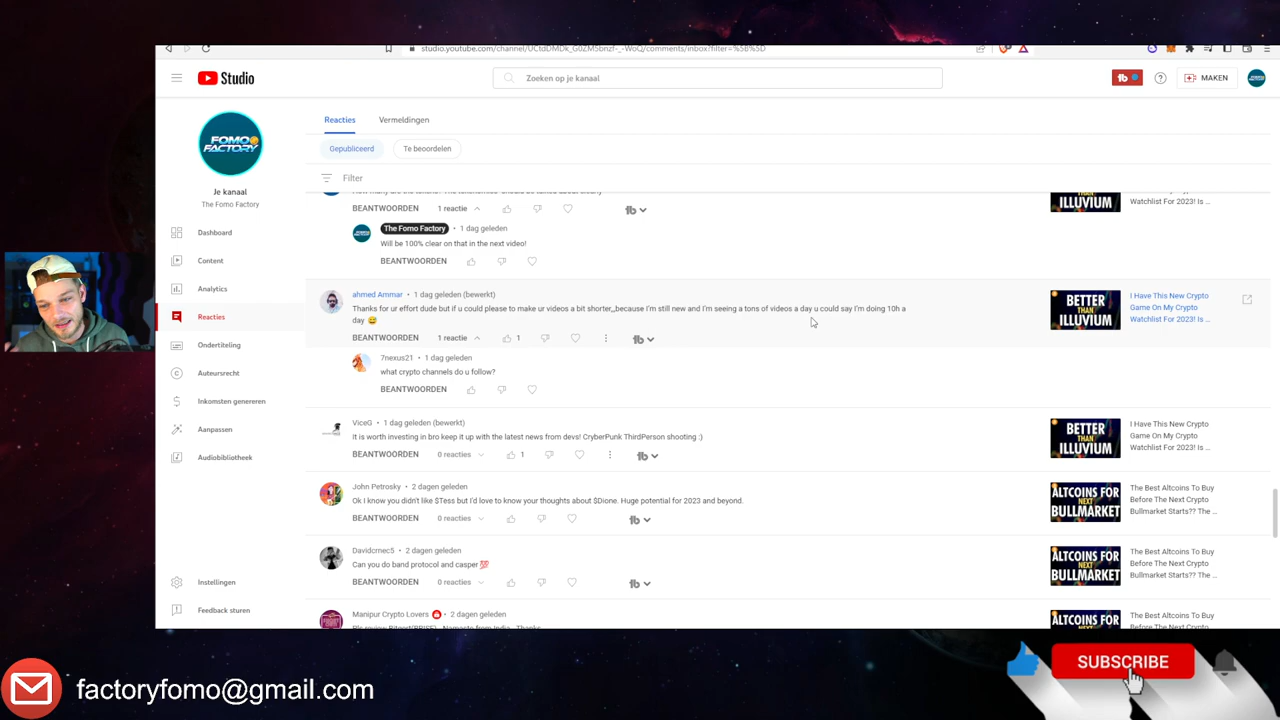 studio.youtube.com/channel/UCtdDMDk_G0ZM5bnzf-_-WoQ/comments/inbox?filter=%5B%5D
Studio
Zoeken op je kanaal
MAKEN
FOMO
FACTORY
Je kanaal
The Fomo Factory
Dashboard
Content
Analytics
Reacties
Ondertiteling
Auteursrecht
Inkomsten genereren
Aanpassen
Audiobibliotheek
Instellingen
Feedback sturen
Reacties Vermeldingen
Gepubliceerd Te beoordelen
Filter
BEANTWOORDEN 1 reactie
The Fomo Factory • 1 dag geleden
Will be 100% clear on that in the next video!
BEANTWOORDEN
THAN
ILLUVIUM
Watchlist For 2023! Is ...
ahmed Ammar • 1 dag geleden (bewerkt)
Thanks for ur effort dude but if u could please to make ur videos a bit shorter,,,because I'm still new and I'm seeing a tons of videos a day u could say I'm doing 10h a
day 😅
BEANTWOORDEN 1 reactie 1
BETTER
THAN
ILLUVIUM
I Have This New Crypto
Game On My Crypto
Watchlist For 2023! Is ...
7nexus21 • 1 dag geleden
what crypto channels do u follow?
BEANTWOORDEN
ViceG • 1 dag geleden (bewerkt)
It is worth investing in bro keep it up with the latest news from devs! CryberPunk ThirdPerson shooting :)
BEANTWOORDEN 0 reacties 1
BETTER
THAN
ILLUVIUM
I Have This New Crypto
Game On My Crypto
Watchlist For 2023! Is ...
John Petrosky • 2 dagen geleden
Ok I know you didn't like $Tess but I'd love to know your thoughts about $Dione. Huge potential for 2023 and beyond.
BEANTWOORDEN 0 reacties
ALTCOINS FOR
NEXT
BULLMARKET
The Best Altcoins To Buy
Before The Next Crypto
Bullmarket Starts?? The ...
Davidcmec5 • 2 dagen geleden
Can you do band protocol and casper 💯
BEANTWOORDEN 0 reacties
ALTCOINS FOR
NEXT
BULLMARKET
The Best Altcoins To Buy
Before The Next Crypto
Bullmarket Starts?? The ...
Manipur Crypto Lovers • 2 dagen geleden
ALTCOINS FOR
The Best Altcoins To Buy
Before The Next Crypto
factoryfomo@gmail.com
SUBSCRIBE